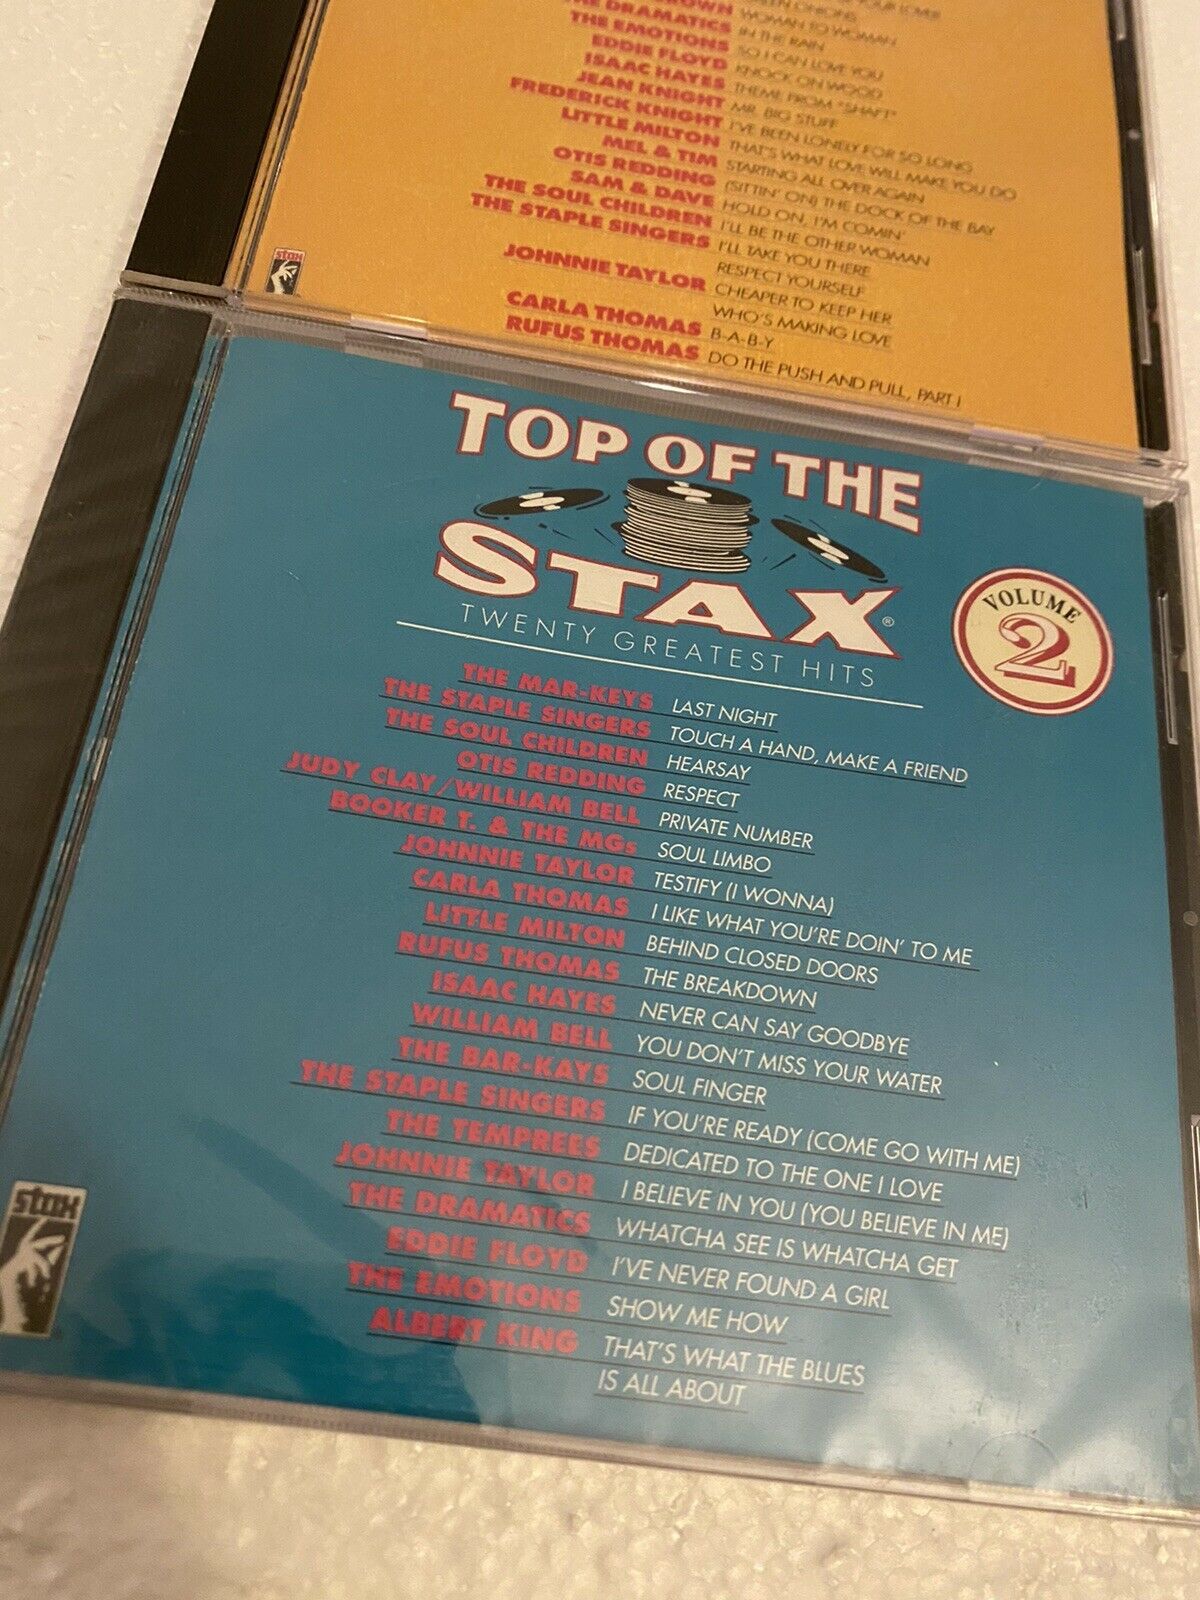 YOUR LOVER
BROWN GREEN ONIONS
THE DRAMATICS WOMAN TO WOMAN
THE EMOTIONS IN THE RAIN
EDDIE FLOYD SO I CAN LOVE YOU
ISAAC HAYES KNOCK ON WOOD
JEAN KNIGHT THEME FROM "SHAFT"
FREDERICK KNIGHT MR. BIG STUFF
LITTLE MILTON I'VE BEEN LONELY FOR SO LONG
MEL & TIM THAT'S WHAT LOVE WILL MAKE YOU DO
OTIS REDDING STARTING ALL OVER AGAIN
SAM & DAVE (SITTIN' ON) THE DOCK OF THE BAY
THE SOUL CHILDREN HOLD ON, I'M COMIN'
THE STAPLE SINGERS I'LL BE THE OTHER WOMAN
I'LL TAKE YOU THERE
JOHNNIE TAYLOR RESPECT YOURSELF
CHEAPER TO KEEP HER
CARLA THOMAS WHO'S MAKING LOVE
RUFUS THOMAS B-A-B-Y
DO THE PUSH AND PULL, PART I
stax
TOP OF THE
STAX®
TWENTY GREATEST HITS
VOLUME
2
THE MAR-KEYS LAST NIGHT
THE STAPLE SINGERS TOUCH A HAND, MAKE A FRIEND
THE SOUL CHILDREN HEARSAY
OTIS REDDING RESPECT
JUDY CLAY/WILLIAM BELL PRIVATE NUMBER
BOOKER T. & THE MGs SOUL LIMBO
JOHNNIE TAYLOR TESTIFY (I WONNA)
CARLA THOMAS I LIKE WHAT YOU'RE DOIN' TO ME
LITTLE MILTON BEHIND CLOSED DOORS
RUFUS THOMAS THE BREAKDOWN
ISAAC HAYES NEVER CAN SAY GOODBYE
WILLIAM BELL YOU DON'T MISS YOUR WATER
THE BAR-KAYS SOUL FINGER
THE STAPLE SINGERS IF YOU'RE READY (COME GO WITH ME)
THE TEMPREES DEDICATED TO THE ONE I LOVE
JOHNNIE TAYLOR I BELIEVE IN YOU (YOU BELIEVE IN ME)
THE DRAMATICS WHATCHA SEE IS WHATCHA GET
EDDIE FLOYD I'VE NEVER FOUND A GIRL
THE EMOTIONS SHOW ME HOW
ALBERT KING THAT'S WHAT THE BLUES
IS ALL ABOUT
stax